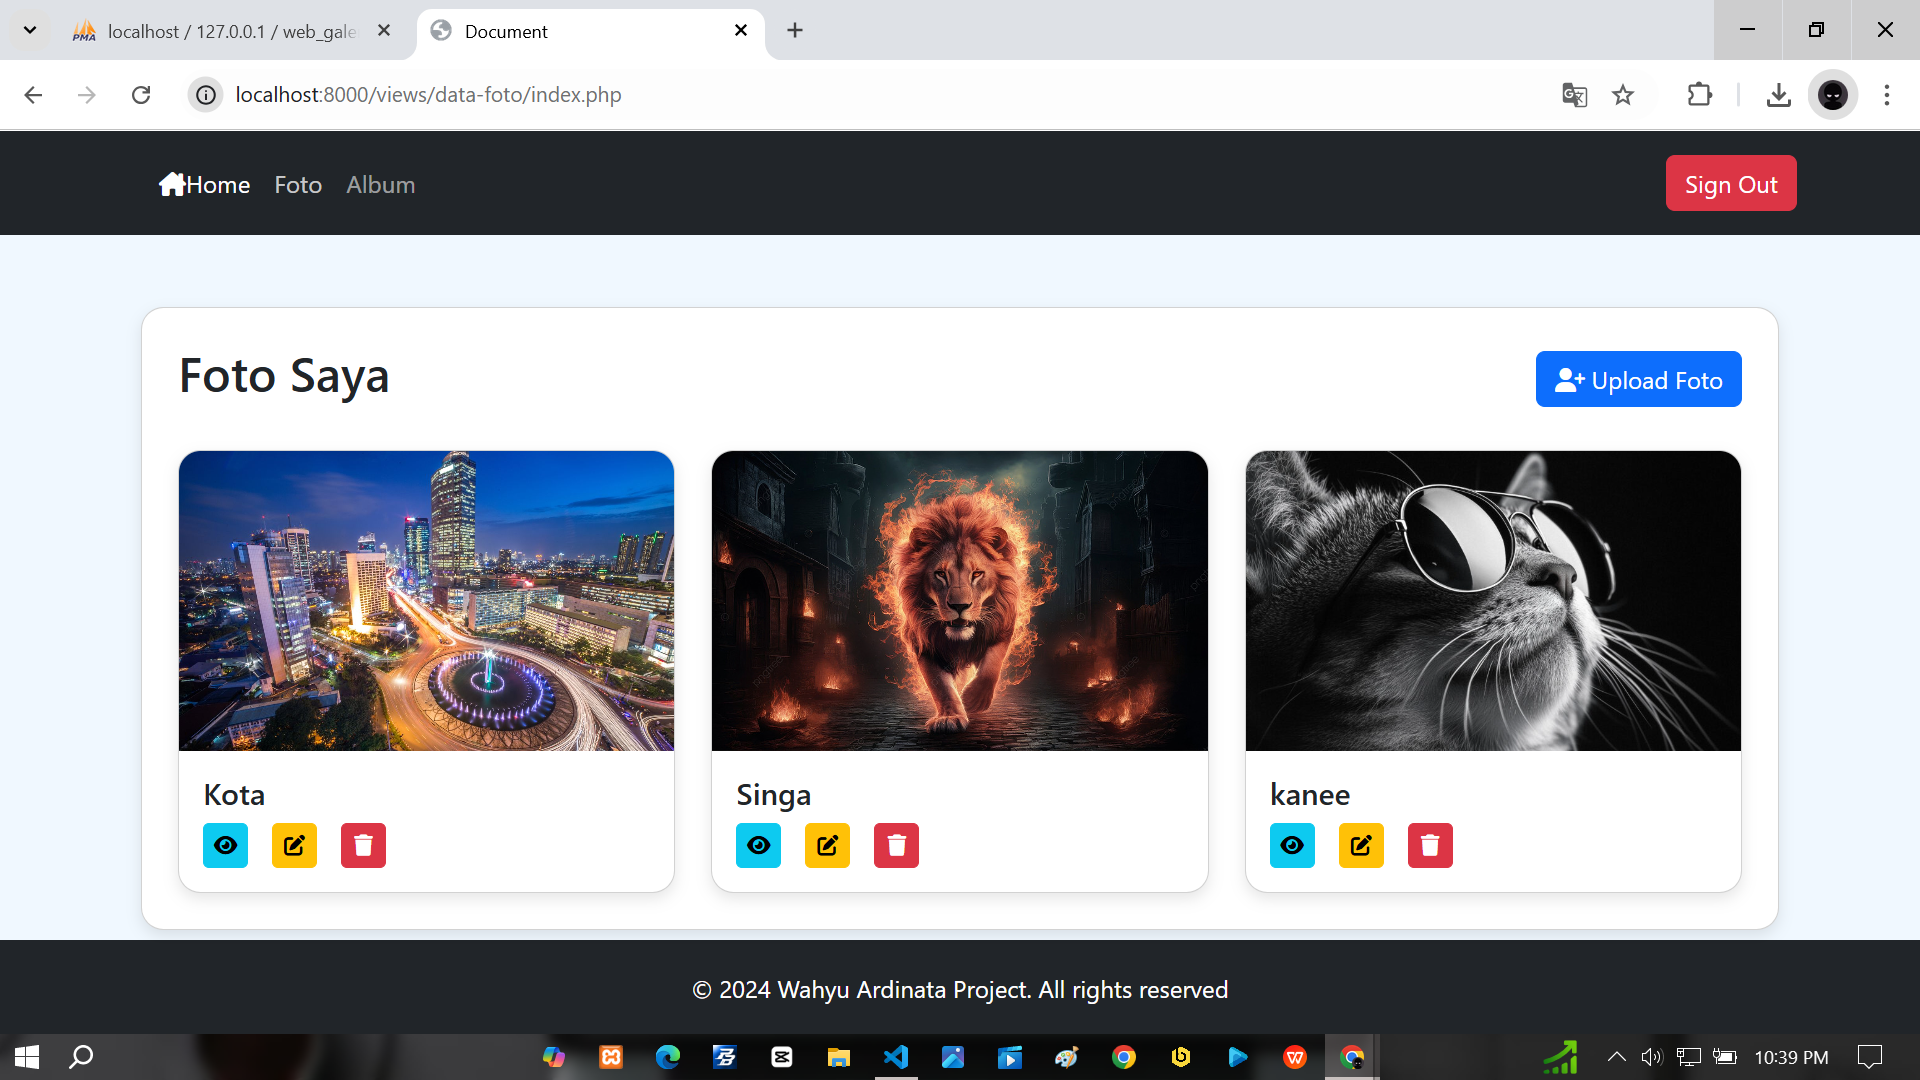 PMA
localhost / 127.0.0.1 / web_gale
Document
localhost:8000/views/data-foto/index.php
Home
Foto
Album
Sign Out
Foto Saya
Upload Foto
Kota
Singa
kanee
© 2024 Wahyu Ardinata Project. All rights reserved
10:39 PM